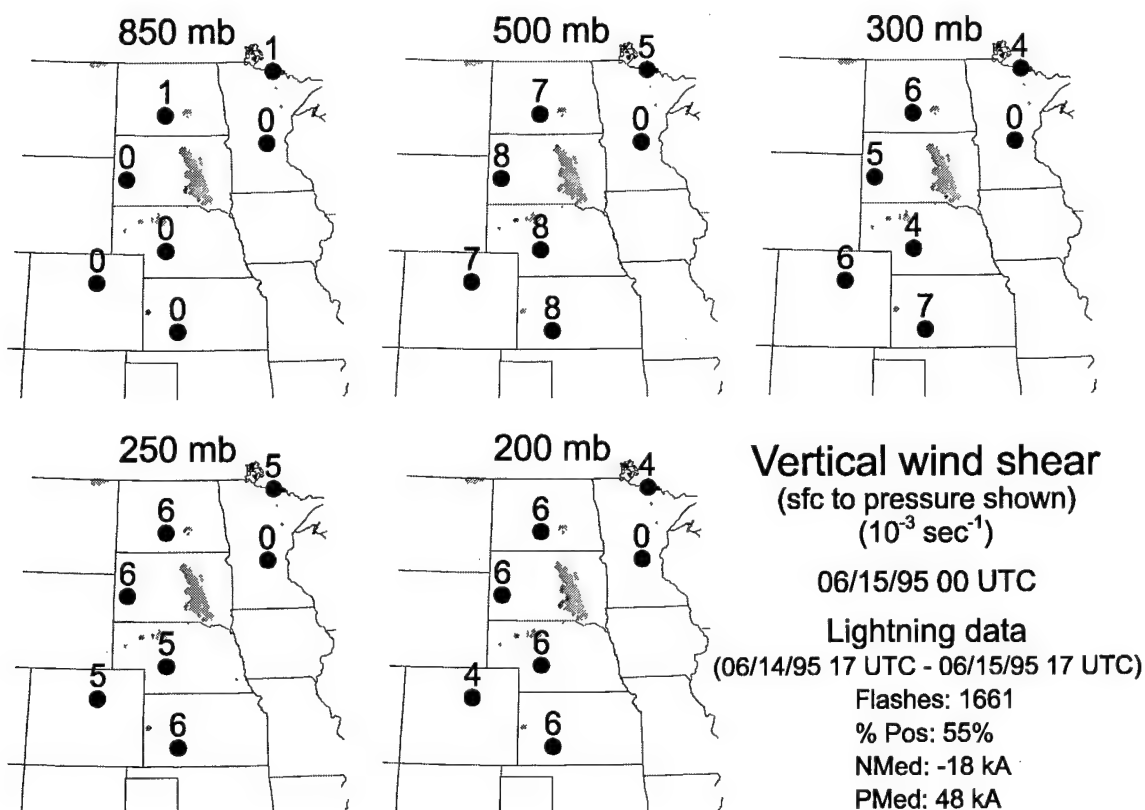 850 mb
1
1
0
0
0
0
0
500 mb
5
7
0
8
8
7
8
300 mb
4
6
0
5
4
6
7
250 mb
5
6
0
6
5
5
6
200 mb
4
6
0
6
6
4
6
Vertical wind shear
(sfc to pressure shown)
(10⁻³ sec⁻¹)
06/15/95 00 UTC
Lightning data
(06/14/95 17 UTC - 06/15/95 17 UTC)
Flashes: 1661
% Pos: 55%
NMed: -18 kA
PMed: 48 kA